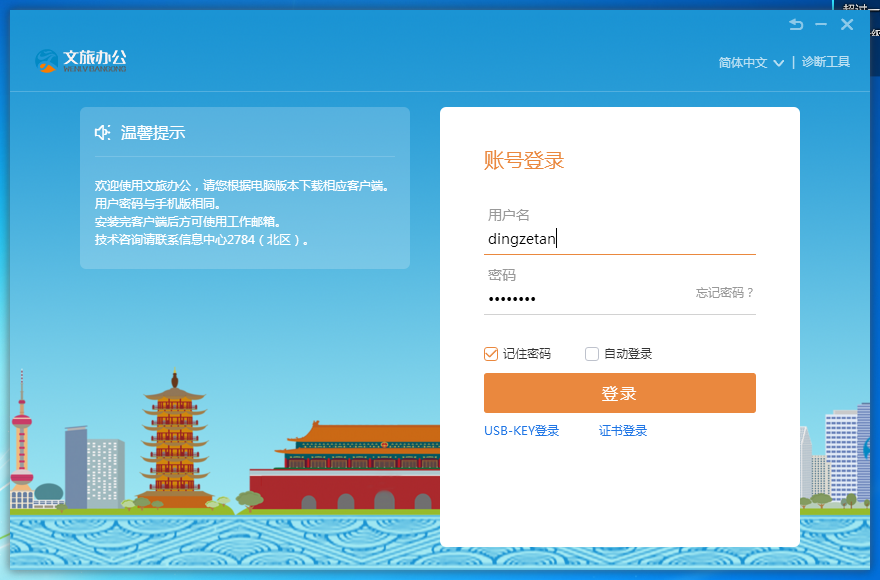 超过一
文旅办公
WENLV BANGONG
简体中文 | 诊断工具
温馨提示
欢迎使用文旅办公，请您根据电脑版本下载相应客户端。
用户密码与手机版相同。
安装完客户端后方可使用工作邮箱。
技术咨询请联系信息中心2784（北区）。
账号登录
用户名
dingzetan
密码
••••••••
忘记密码？
记住密码
自动登录
登录
USB-KEY登录
证书登录